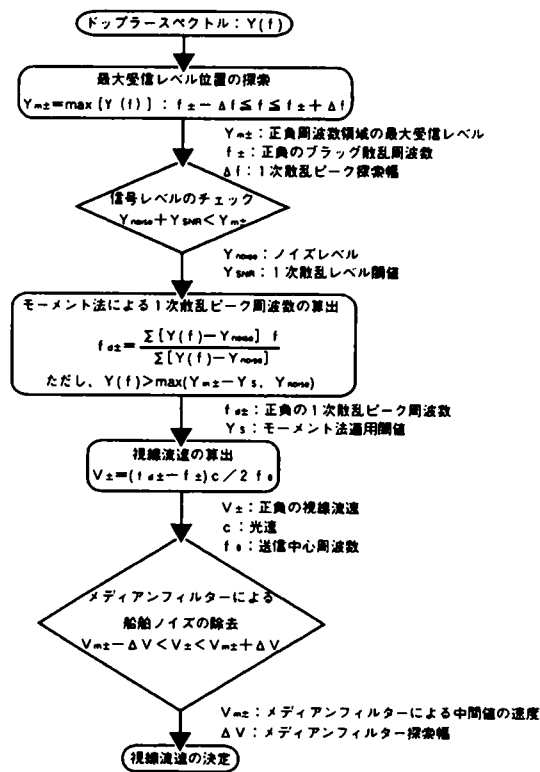 ドップラースペクトル：Y(f)
最大受信レベル位置の探索
Ym±=max [Y (f)] : f±－Δf≦f≦f±＋Δf
Ym±：正負周波数領域の最大受信レベル
f±：正負のブラッグ散乱周波数
Δf：1次散乱ピーク探索幅
信号レベルのチェック
Ynoise＋YSNR＜Ym±
Ynoise：ノイズレベル
YSNR：1次散乱レベル閾値
モーメント法による1次散乱ピーク周波数の算出
fd±= Σ[Y(f)－Ynoise] f / Σ[Y(f)－Ynoise]
ただし、Y(f)>max(Ym±－Ys, Ynoise)
fd±：正負の1次散乱ピーク周波数
Ys：モーメント法適用閾値
視線流速の算出
V±=(fd±－f±)c／2 f0
V±：正負の視線流速
c：光速
f0：送信中心周波数
メディアンフィルターによる
船舶ノイズの除去
Vm±－ΔV＜V±＜Vm±＋ΔV
Vm±：メディアンフィルターによる中間値の速度
ΔV：メディアンフィルター探索幅
視線流速の決定